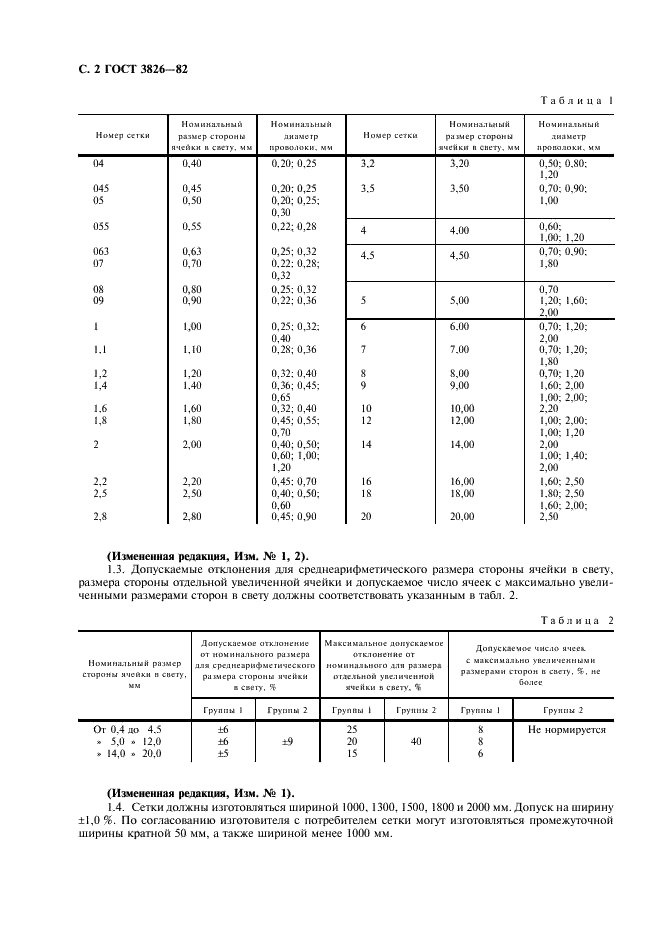 С. 2 ГОСТ 3826—82
Таблица 1
Номер сетки | Номинальный размер стороны ячейки в свету, мм | Номинальный диаметр проволоки, мм | Номер сетки | Номинальный размер стороны ячейки в свету, мм | Номинальный диаметр проволоки, мм
04 0,40 0,20; 0,25 3,2 3,20 0,50; 0,80;
1,20
045 0,45 0,20; 0,25 3,5 3,50 0,70; 0,90;
05 0,50 0,20; 0,25; 1,00
0,30
055 0,55 0,22; 0,28 4 4,00 0,60;
1,00; 1,20
063 0,63 0,25; 0,32 4,5 4,50 0,70; 0,90;
07 0,70 0,22; 0,28; 1,80
0,32
08 0,80 0,25; 0,32 0,70
09 0,90 0,22; 0,36 5 5,00 1,20; 1,60;
2,00
1 1,00 0,25; 0,32; 6 6,00 0,70; 1,20;
0,40 2,00
1,1 1,10 0,28; 0,36 7 7,00 0,70; 1,20;
1,80
1,2 1,20 0,32; 0,40 8 8,00 0,70; 1,20
1,4 1,40 0,36; 0,45; 9 9,00 1,60; 2,00
0,65 1,00; 2,00;
1,6 1,60 0,32; 0,40 10 10,00 2,20
1,8 1,80 0,45; 0,55; 12 12,00 1,00; 2,00;
0,70 1,00; 1,20
2 2,00 0,40; 0,50; 14 14,00 2,00
0,60; 1,00; 1,00; 1,40;
1,20 2,00
2,2 2,20 0,45; 0,70 16 16,00 1,60; 2,50
2,5 2,50 0,40; 0,50; 18 18,00 1,80; 2,50
0,60 1,60; 2,00;
2,8 2,80 0,45; 0,90 20 20,00 2,50
(Измененная редакция, Изм. № 1, 2).
1.3. Допускаемые отклонения для среднеарифметического размера стороны ячейки в свету,
размера стороны отдельной увеличенной ячейки и допускаемое число ячеек с максимально увели-
ченными размерами сторон в свету должны соответствовать указанным в табл. 2.
Таблица 2
Номинальный размер стороны ячейки в свету, мм | Допускаемое отклонение от номинального размера для среднеарифметического размера стороны ячейки в свету, % | Максимальное допускаемое отклонение от номинального для размера отдельной увеличенной ячейки в свету, % | Допускаемое число ячеек с максимально увеличенными размерами сторон в свету, %, не более
Группы 1 Группы 2 Группы 1 Группы 2 Группы 1 Группы 2
От 0,4 до 4,5 ±6 25 8 Не нормируется
» 5,0 » 12,0 ±6 ±9 20 40 8
» 14,0 » 20,0 ±5 15 6
(Измененная редакция, Изм. № 1).
1.4. Сетки должны изготовляться шириной 1000, 1300, 1500, 1800 и 2000 мм. Допуск на ширину
±1,0 %. По согласованию изготовителя с потребителем сетки могут изготовляться промежуточной
ширины кратной 50 мм, а также шириной менее 1000 мм.